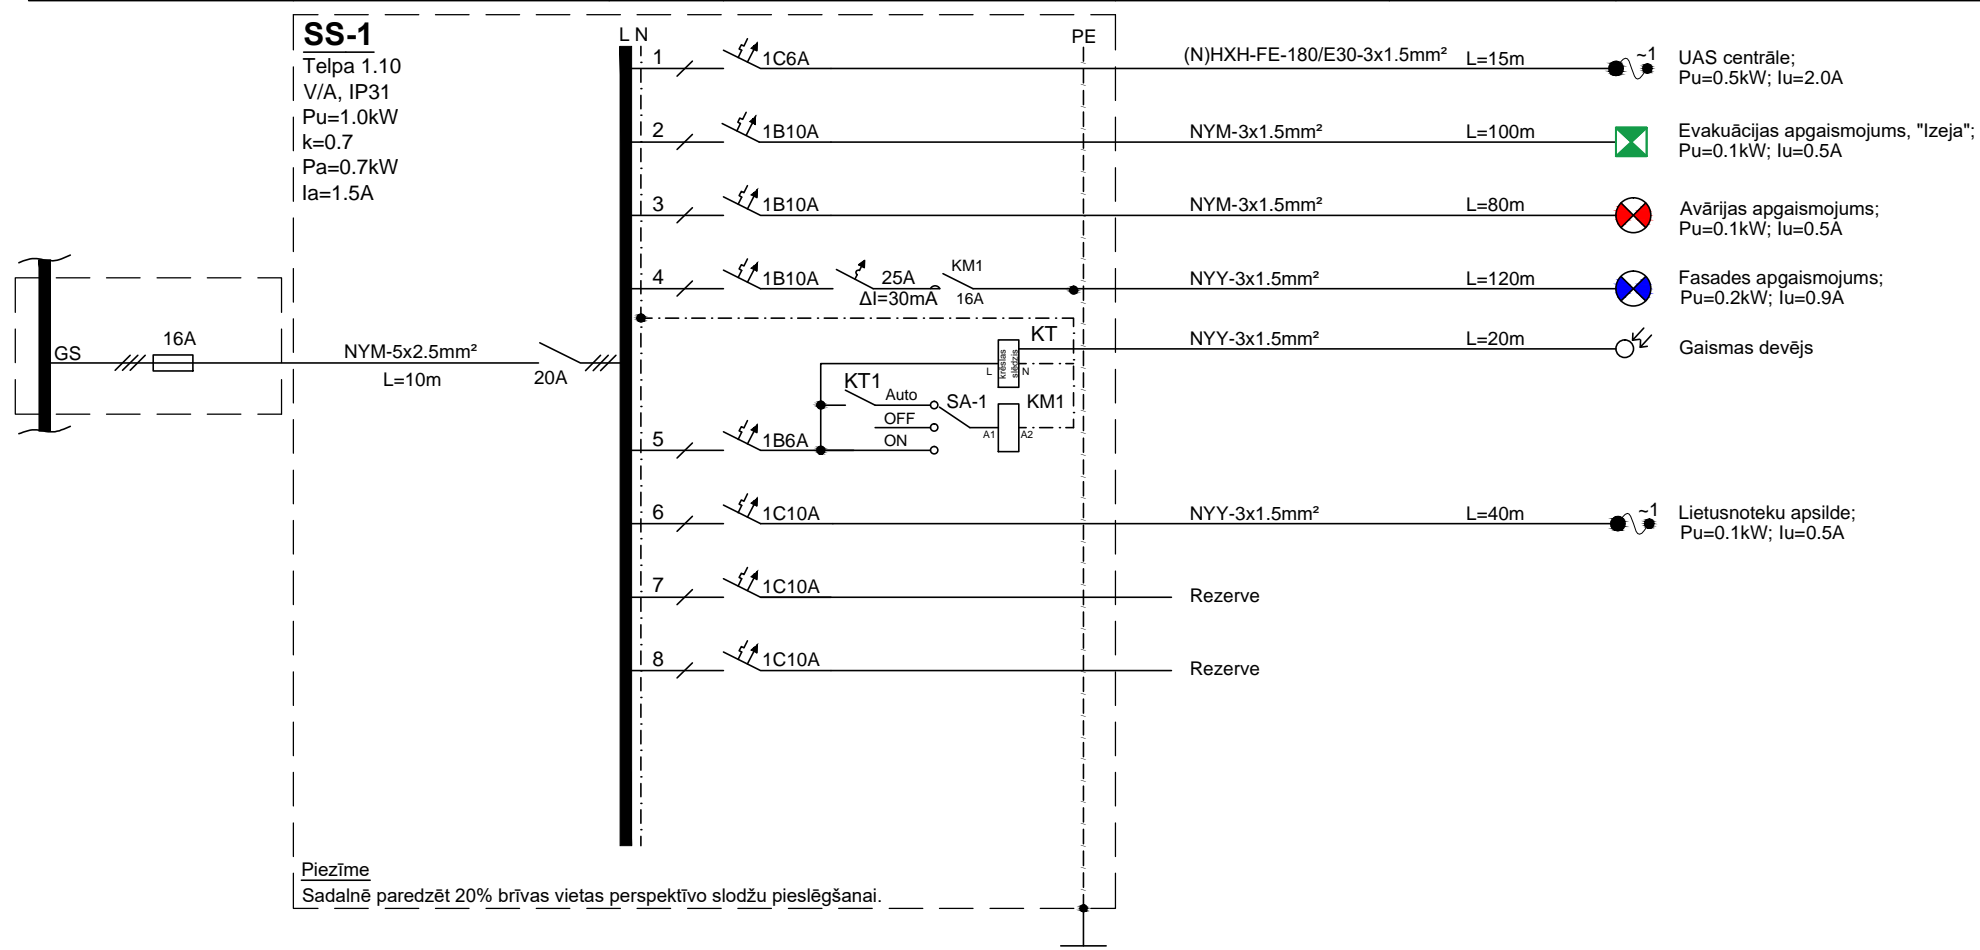 SS-1
Telpa 1.10
V/A, IP31
Pu=1.0kW
k=0.7
Pa=0.7kW
Ia=1.5A
L N
PE
1 1C6A (N)HXH-FE-180/E30-3x1.5mm² L=15m ~1 UAS centrāle;
Pu=0.5kW; Iu=2.0A
2 1B10A NYM-3x1.5mm² L=100m Evakuācijas apgaismojums, "Izeja";
Pu=0.1kW; Iu=0.5A
3 1B10A NYM-3x1.5mm² L=80m Avārijas apgaismojums;
Pu=0.1kW; Iu=0.5A
4 1B10A 25A KM1 NYY-3x1.5mm² L=120m Fasades apgaismojums;
ΔI=30mA 16A Pu=0.2kW; Iu=0.9A
GS 16A NYM-5x2.5mm² 20A
L=10m
KT NYY-3x1.5mm² L=20m Gaismas devējs
L krēslas slēdzis N
KT1 Auto SA-1 KM1
OFF A1 A2
5 1B6A ON
6 1C10A NYY-3x1.5mm² L=40m ~1 Lietusnoteku apsilde;
Pu=0.1kW; Iu=0.5A
7 1C10A Rezerve
8 1C10A Rezerve
Piezīme
Sadalnē paredzēt 20% brīvas vietas perspektīvo slodžu pieslēgšanai.